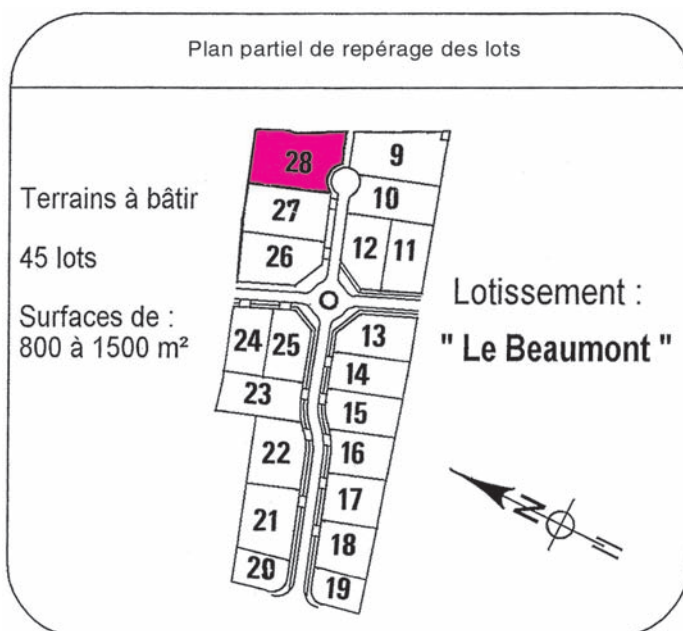 Plan partiel de repérage des lots
28
9
10
27
12
11
26
Terrains à bâtir
45 lots
Surfaces de :
800 à 1500 m²
Lotissement :
" Le Beaumont "
24
25
13
14
23
15
22
16
17
21
18
20
19
N